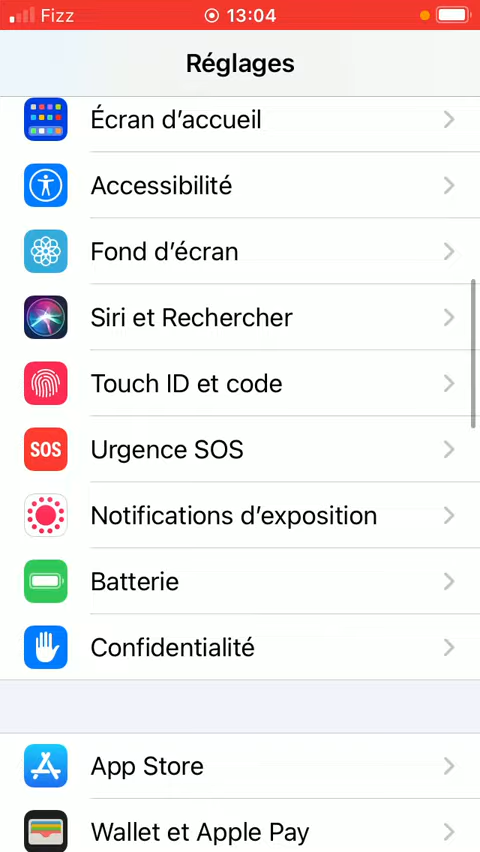 Fizz 13:04
Réglages
Écran d’accueil
Accessibilité
Fond d’écran
Siri et Rechercher
Touch ID et code
SOS Urgence SOS
Notifications d’exposition
Batterie
Confidentialité
App Store
Wallet et Apple Pay